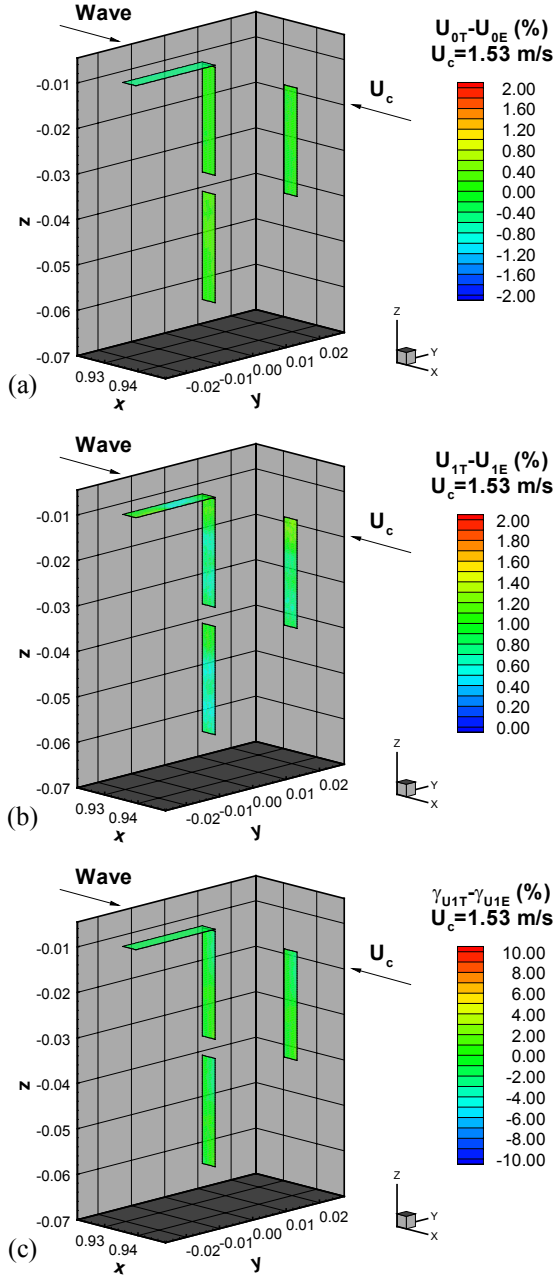 Wave
U₀T-U₀E (%)
U_c=1.53 m/s
-0.01
-0.02
-0.03
-0.04
-0.05
-0.06
-0.07
z
U_c
2.00
1.60
1.20
0.80
0.40
0.00
-0.40
-0.80
-1.20
-1.60
-2.00
0.93
0.94
x
-0.02
-0.01
0.00
0.01
0.02
y
Z
Y
X
(a)
Wave
U₁T-U₁E (%)
U_c=1.53 m/s
-0.01
-0.02
-0.03
-0.04
-0.05
-0.06
-0.07
z
U_c
2.00
1.80
1.60
1.40
1.20
1.00
0.80
0.60
0.40
0.20
0.00
0.93
0.94
x
-0.02
-0.01
0.00
0.01
0.02
y
Z
Y
X
(b)
Wave
γU1T-γU1E (%)
U_c=1.53 m/s
-0.01
-0.02
-0.03
-0.04
-0.05
-0.06
-0.07
z
U_c
10.00
8.00
6.00
4.00
2.00
0.00
-2.00
-4.00
-6.00
-8.00
-10.00
0.93
0.94
x
-0.02
-0.01
0.00
0.01
0.02
y
Z
Y
X
(c)